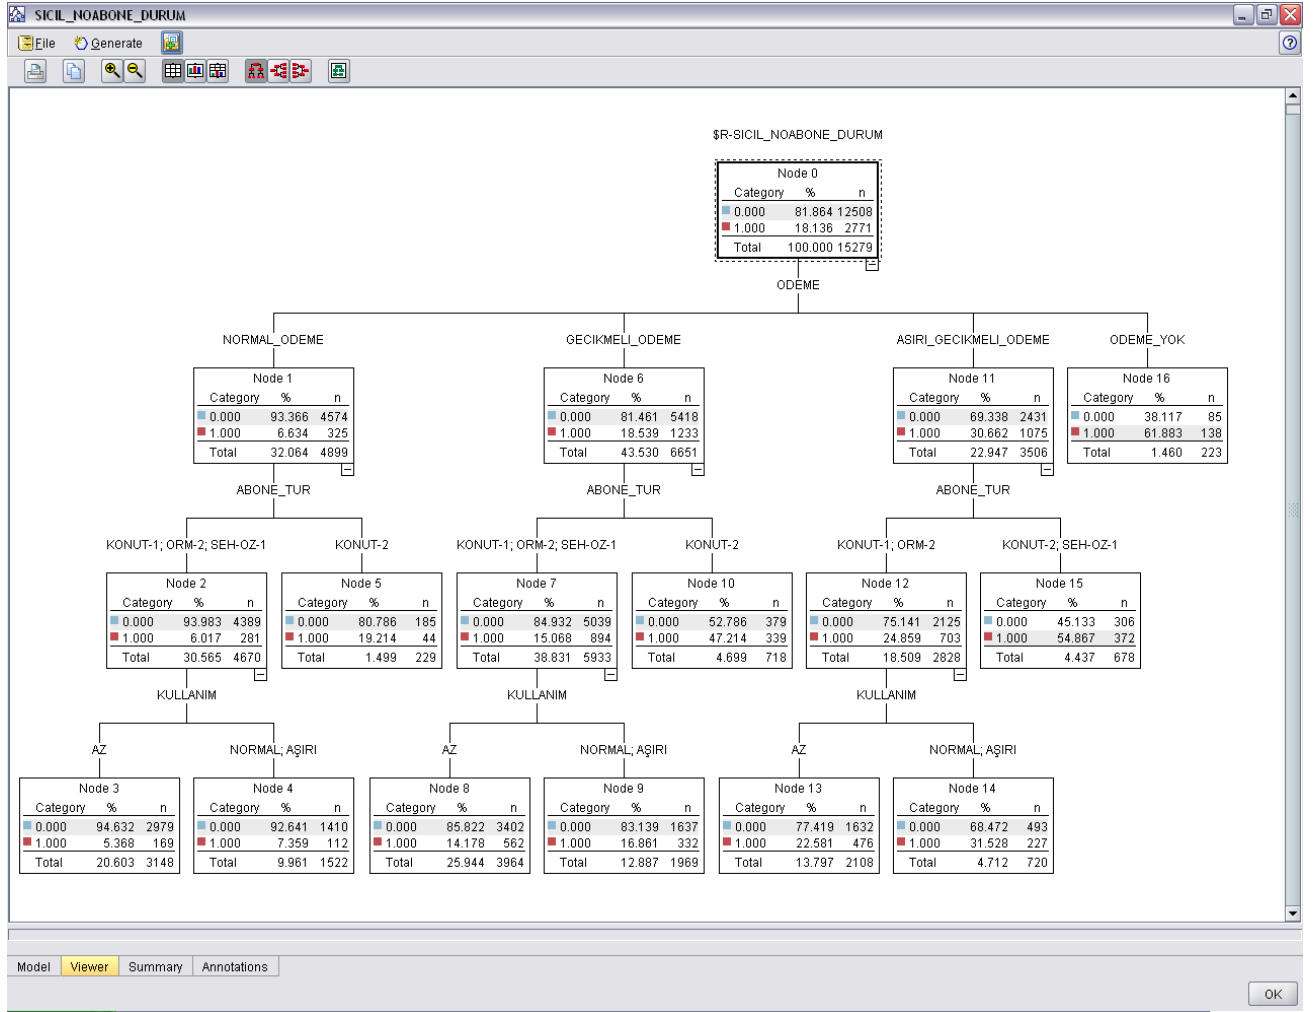 SICIL_NOABONE_DURUM
File Generate
$R-SICIL_NOABONE_DURUM
Node 0
Category % n
0.000 81.864 12508
1.000 18.136 2771
Total 100.000 15279
ODEME
NORMAL_ODEME GECIKMELI_ODEME ASIRI_GECIKMELI_ODEME ODEME_YOK
Node 1 Node 6 Node 11 Node 16
Category % n Category % n Category % n Category % n
0.000 93.366 4574 0.000 81.461 5418 0.000 69.338 2431 0.000 38.117 85
1.000 6.634 325 1.000 18.539 1233 1.000 30.662 1075 1.000 61.883 138
Total 32.064 4899 Total 43.530 6651 Total 22.947 3506 Total 1.460 223
ABONE_TUR ABONE_TUR ABONE_TUR
KONUT-1; ORM-2; SEH-OZ-1 KONUT-2 KONUT-1; ORM-2; SEH-OZ-1 KONUT-2 KONUT-1; ORM-2 KONUT-2; SEH-OZ-1
Node 2 Node 5 Node 7 Node 10 Node 12 Node 15
Category % n Category % n Category % n Category % n Category % n Category % n
0.000 93.983 4389 0.000 80.786 185 0.000 84.932 5039 0.000 52.786 379 0.000 75.141 2125 0.000 45.133 306
1.000 6.017 281 1.000 19.214 44 1.000 15.068 894 1.000 47.214 339 1.000 24.859 703 1.000 54.867 372
Total 30.565 4670 Total 1.499 229 Total 38.831 5933 Total 4.699 718 Total 18.509 2828 Total 4.437 678
KULLANIM KULLANIM KULLANIM
AZ NORMAL; AŞIRI AZ NORMAL; AŞIRI AZ NORMAL; AŞIRI
Node 3 Node 4 Node 8 Node 9 Node 13 Node 14
Category % n Category % n Category % n Category % n Category % n Category % n
0.000 94.632 2979 0.000 92.641 1410 0.000 85.822 3402 0.000 83.139 1637 0.000 77.419 1632 0.000 68.472 493
1.000 5.368 169 1.000 7.359 112 1.000 14.178 562 1.000 16.861 332 1.000 22.581 476 1.000 31.528 227
Total 20.603 3148 Total 9.961 1522 Total 25.944 3964 Total 12.887 1969 Total 13.797 2108 Total 4.712 720
Model Viewer Summary Annotations
OK